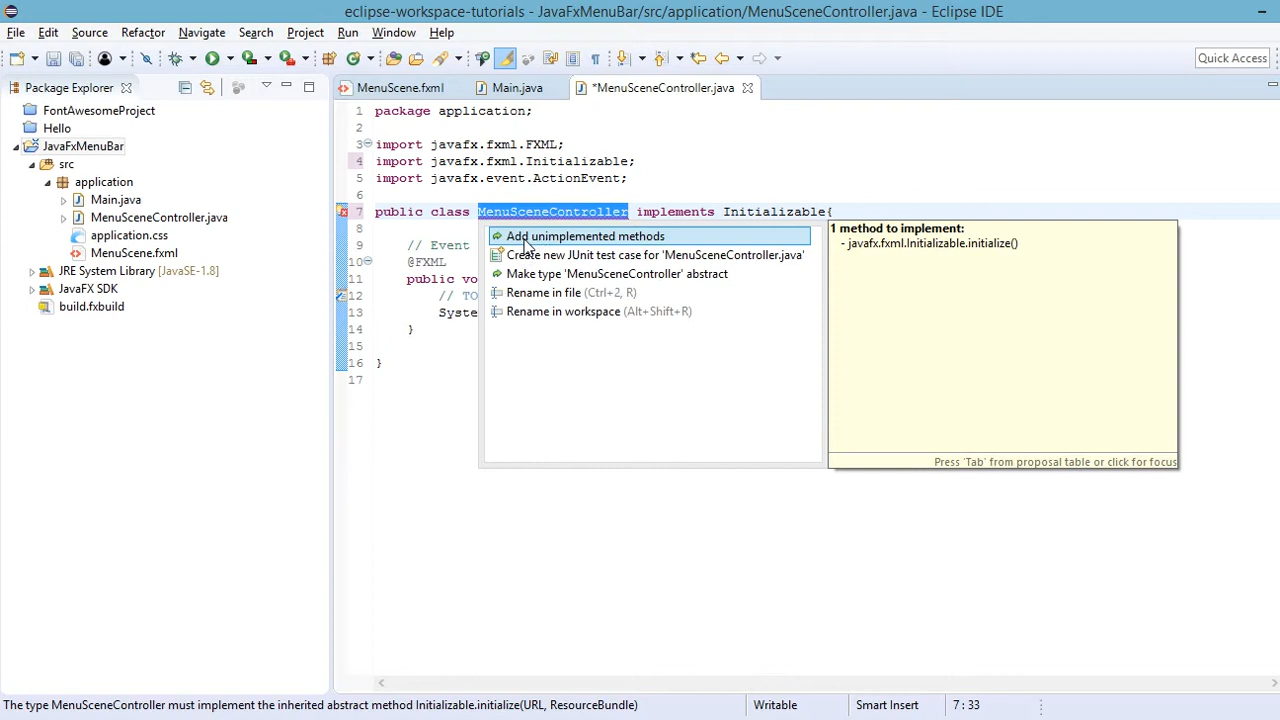 eclipse-workspace-tutorials - JavaFxMenuBar/src/application/MenuSceneController.java - Eclipse IDE
File Edit Source Refactor Navigate Search Project Run Window Help
Quick Access
Package Explorer
MenuScene.fxml Main.java *MenuSceneController.java
FontAwesomeProject
Hello
JavaFxMenuBar
src
application
Main.java
MenuSceneController.java
application.css
MenuScene.fxml
JRE System Library [JavaSE-1.8]
JavaFX SDK
build.fxbuild
1 package application;
2
3 import javafx.fxml.FXML;
4 import javafx.fxml.Initializable;
5 import javafx.event.ActionEvent;
6
7 public class MenuSceneController implements Initializable{
8
9 // Event
10 @FXML
11 public vo
12 // TO
13 Syste
14 }
15
16 }
17
Add unimplemented methods
Create new JUnit test case for 'MenuSceneController.java'
Make type 'MenuSceneController' abstract
Rename in file (Ctrl+2, R)
Rename in workspace (Alt+Shift+R)
1 method to implement:
- javafx.fxml.Initializable.initialize()
Press 'Tab' from proposal table or click for focus
The type MenuSceneController must implement the inherited abstract method Initializable.initialize(URL, ResourceBundle)
Writable
Smart Insert
7 : 33